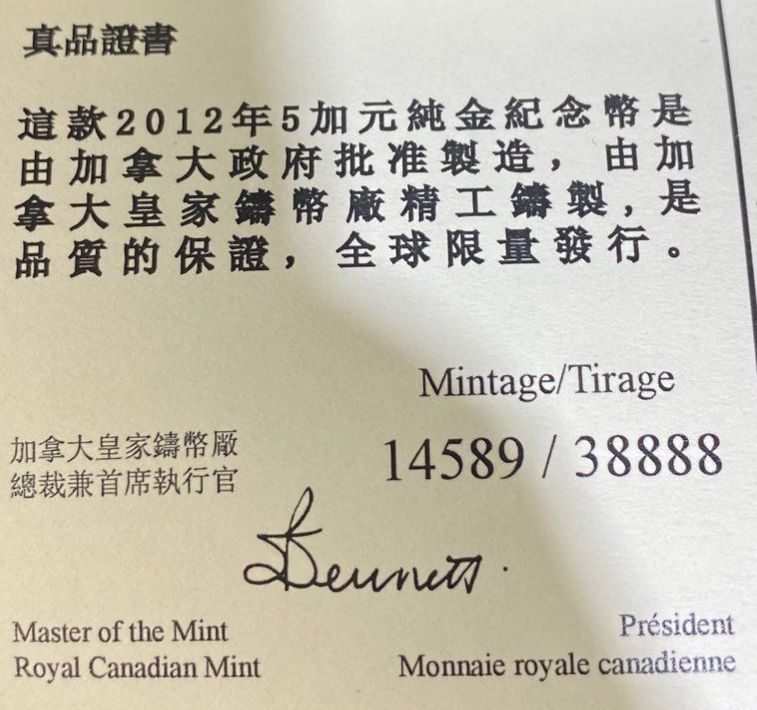 真品證書
這款2012年5加元純金紀念幣是
由加拿大政府批准製造，由加
拿大皇家鑄幣廠精工鑄製，是
品質的保證，全球限量發行。
Mintage/Tirage
14589 / 38888
加拿大皇家鑄幣厰
總裁兼首席執行官
Bennett
Master of the Mint
Royal Canadian Mint
Président
Monnaie royale canadienne